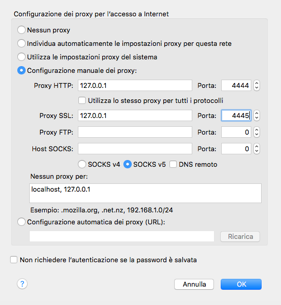 Configurazione dei proxy per l'accesso a Internet
Nessun proxy
Individua automaticamente le impostazioni proxy per questa rete
Utilizza le impostazioni proxy del sistema
Configurazione manuale dei proxy:
Proxy HTTP: 127.0.0.1 Porta: 4444
Utilizza lo stesso proxy per tutti i protocolli
Proxy SSL: 127.0.0.1 Porta: 4445
Proxy FTP: Porta: 0
Host SOCKS: Porta: 0
SOCKS v4 SOCKS v5 DNS remoto
Nessun proxy per:
localhost, 127.0.0.1
Esempio: .mozilla.org, .net.nz, 192.168.1.0/24
Configurazione automatica dei proxy (URL):
Ricarica
Non richiedere l'autenticazione se la password è salvata
? Annulla OK